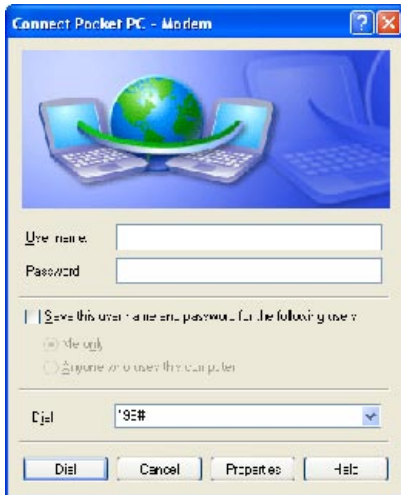 Connect Pocket PC - Modem
User name:
Password:
Save this user name and password for the following users:
Me only
Anyone who uses this computer
Dial:
Dial
Cancel
Properties
Help